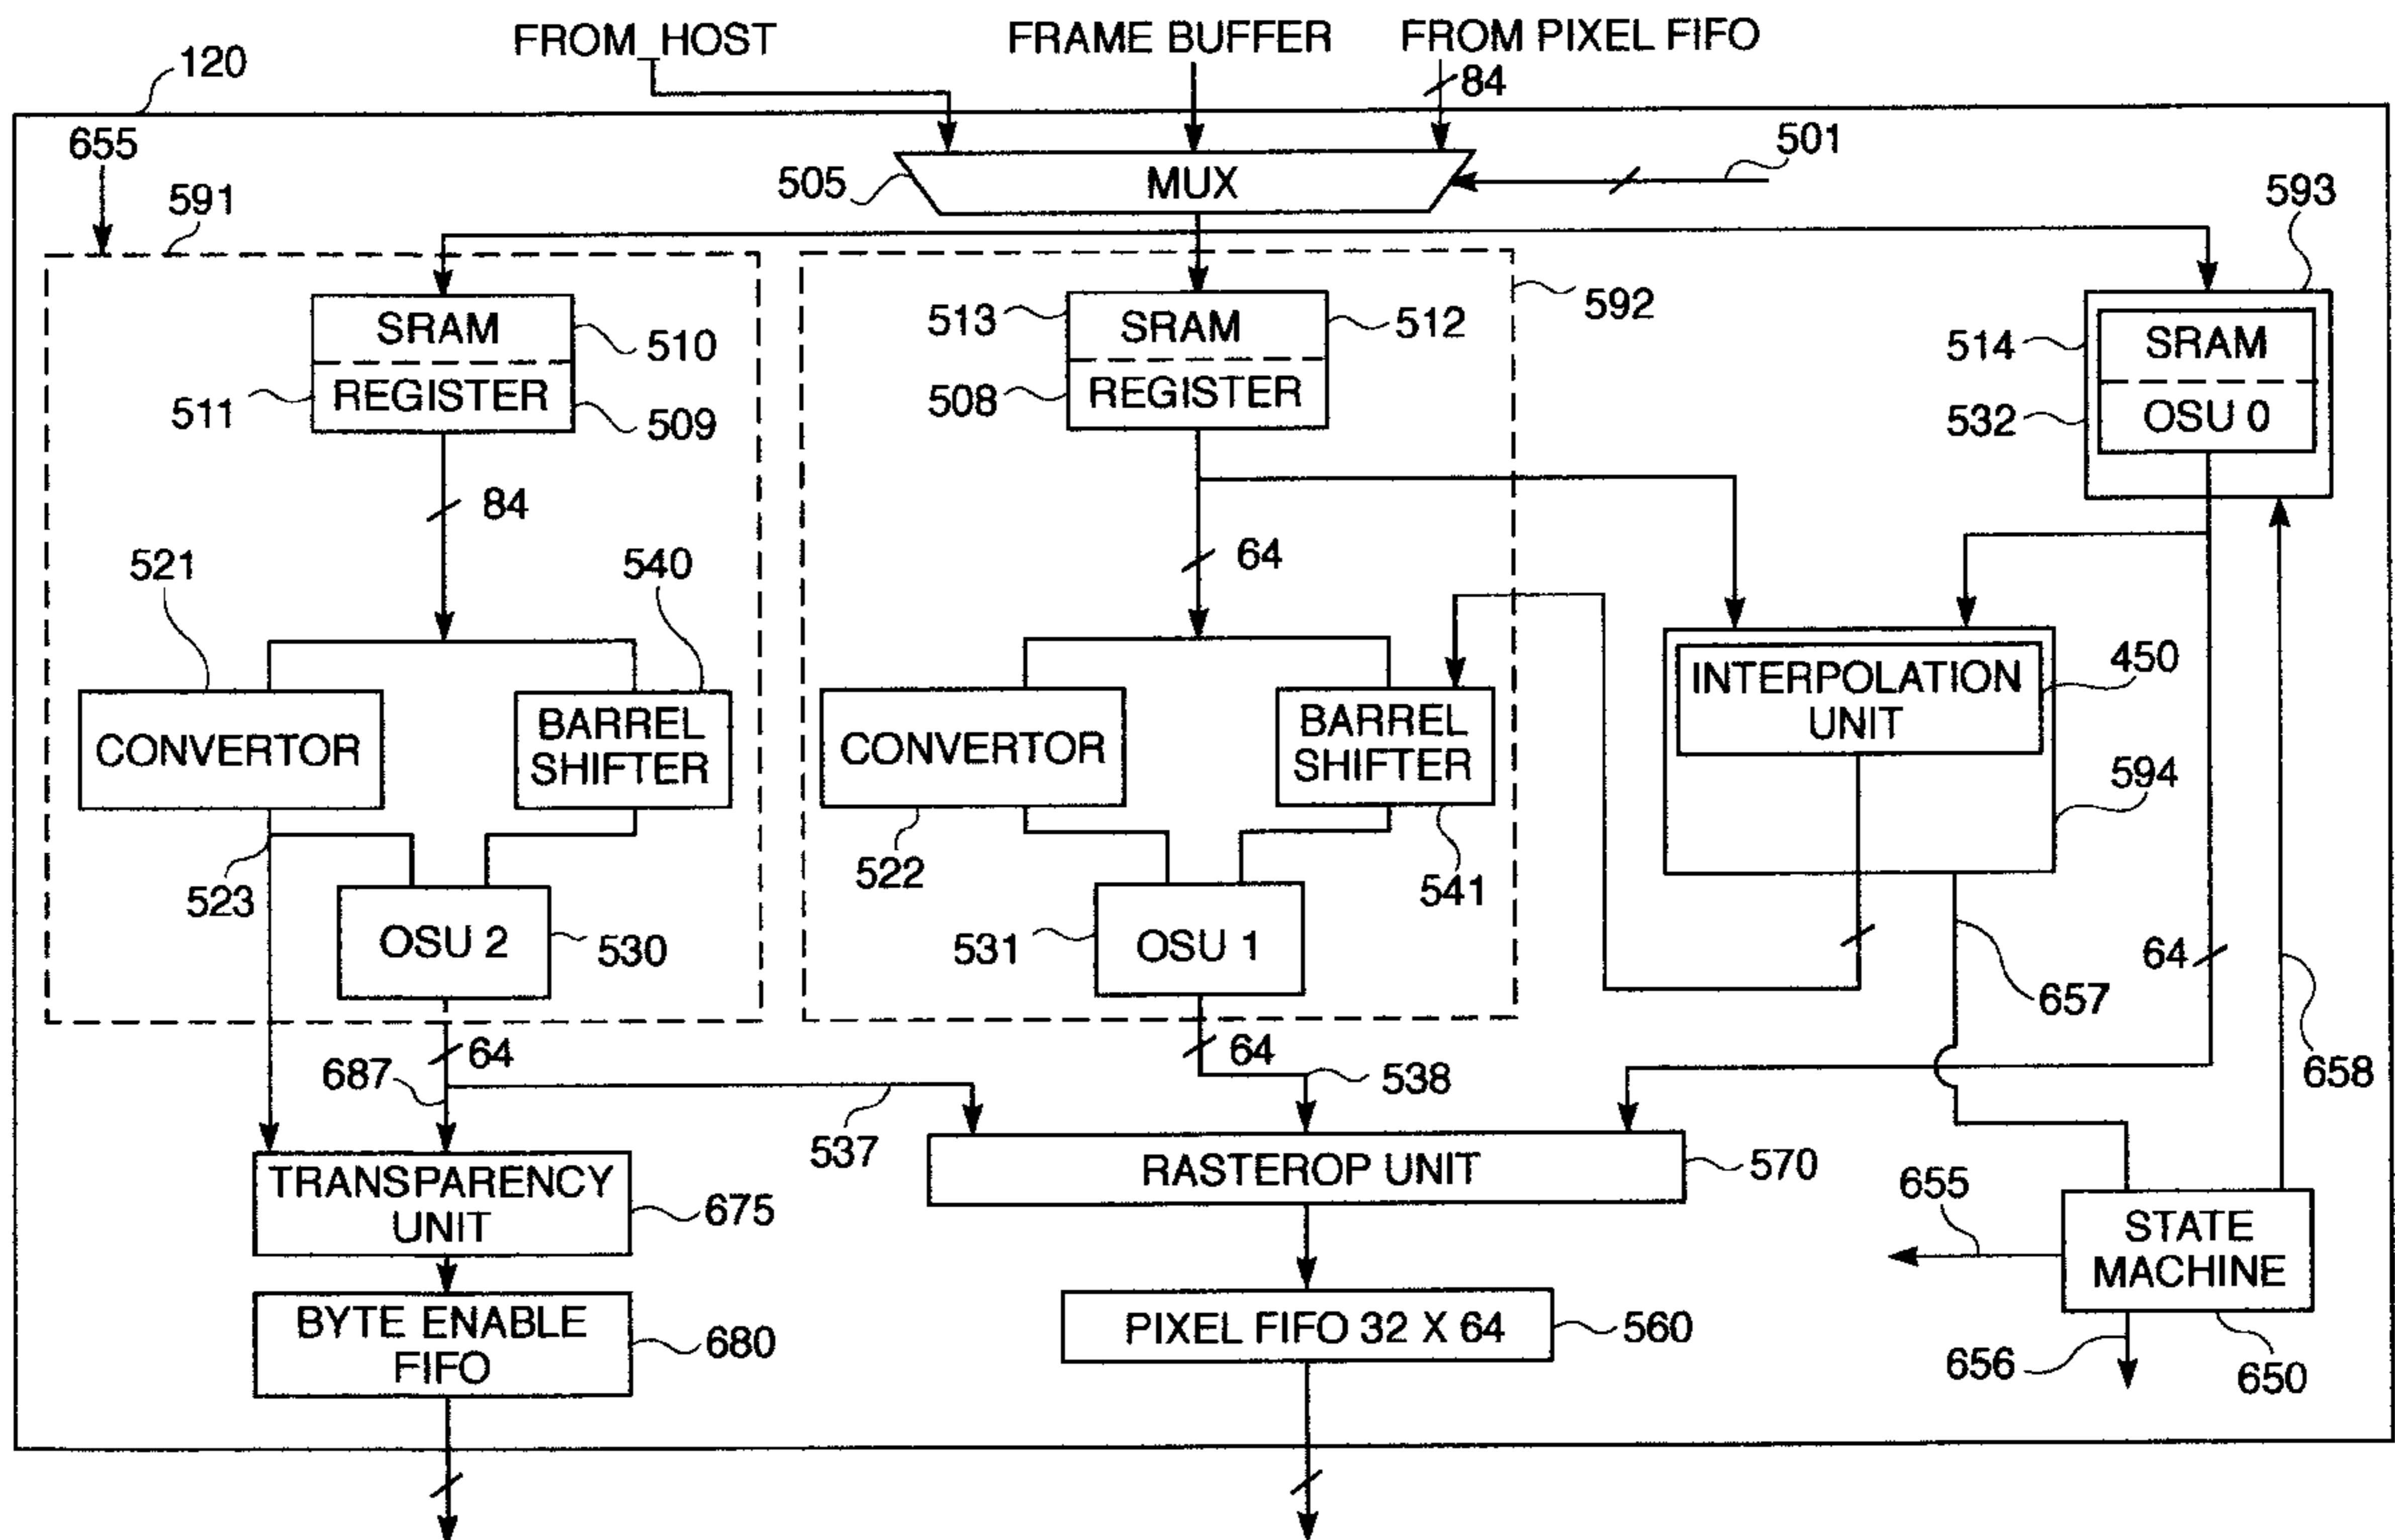 FROM_HOST
FRAME BUFFER
FROM PIXEL FIFO
120
84
655
591
505
MUX
501
593
SRAM
510
REGISTER
511
509
513
SRAM
512
592
508
REGISTER
514
SRAM
532
OSU 0
84
64
521
540
CONVERTOR
BARREL
SHIFTER
CONVERTOR
BARREL
SHIFTER
INTERPOLATION
UNIT
450
594
523
522
541
OSU 2
530
531
OSU 1
64
657
658
64
687
64
538
537
TRANSPARENCY
UNIT
675
RASTEROP UNIT
570
655
STATE
MACHINE
BYTE ENABLE
FIFO
680
PIXEL FIFO 32 X 64
560
656
650